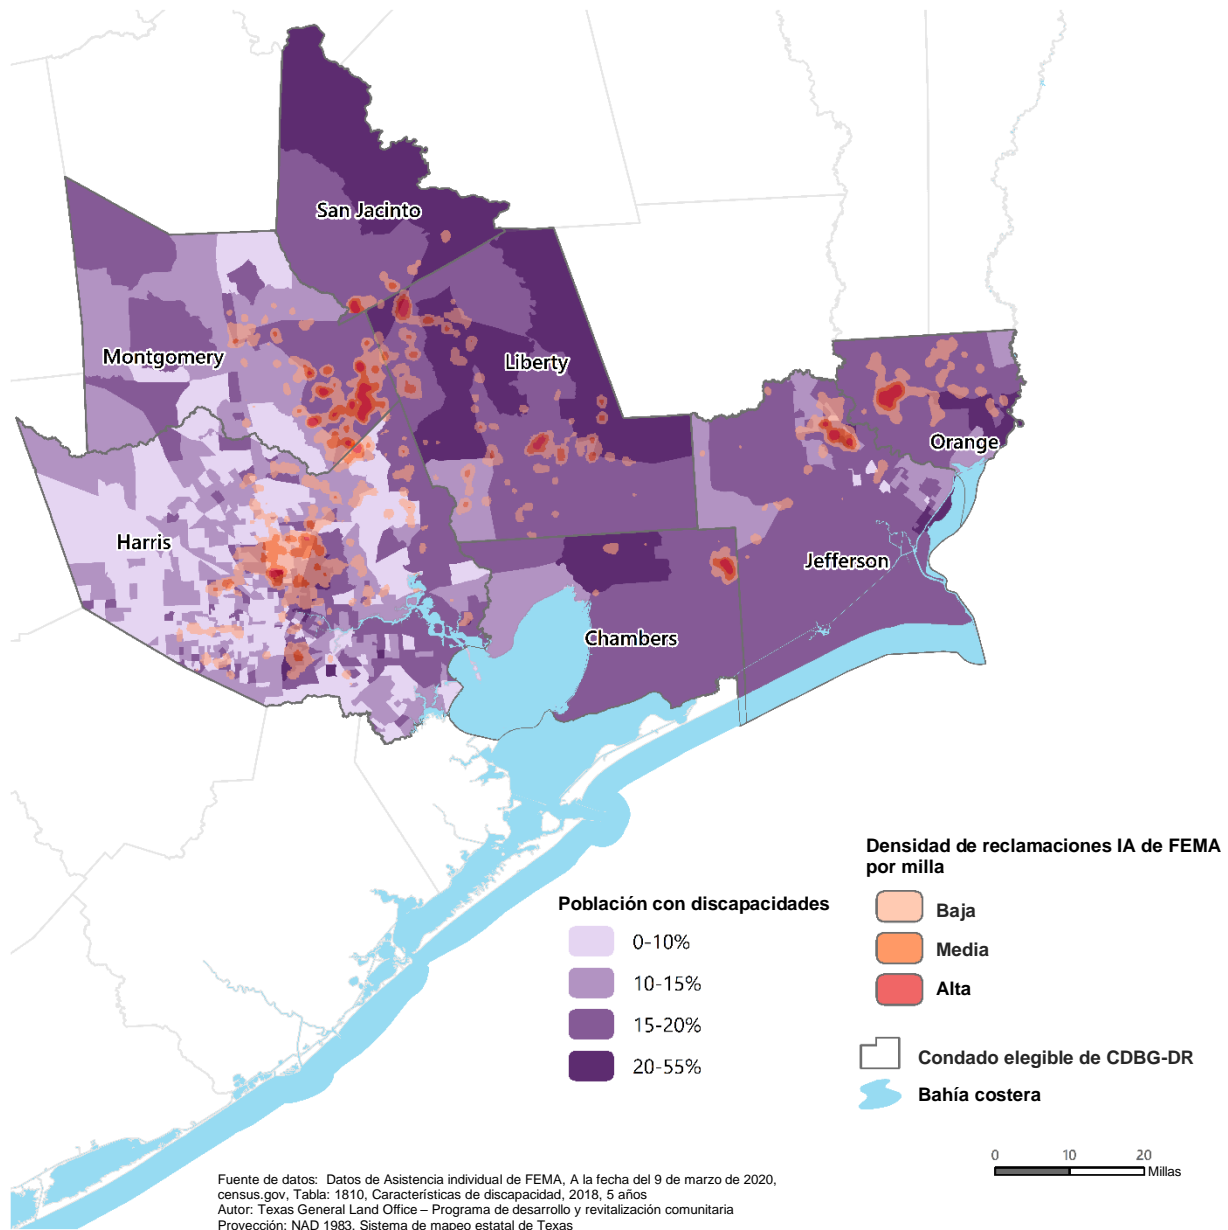 San Jacinto
Montgomery
Liberty
Orange
Harris
Jefferson
Chambers
Densidad de reclamaciones IA de FEMA
por milla
Baja
Media
Alta
Población con discapacidades
0-10%
10-15%
15-20%
20-55%
Condado elegible de CDBG-DR
Bahía costera
0 10 20
Millas
Fuente de datos: Datos de Asistencia individual de FEMA, A la fecha del 9 de marzo de 2020,
census.gov, Tabla: 1810, Características de discapacidad, 2018, 5 años
Autor: Texas General Land Office – Programa de desarrollo y revitalización comunitaria
Proyección: NAD 1983, Sistema de mapeo estatal de Texas